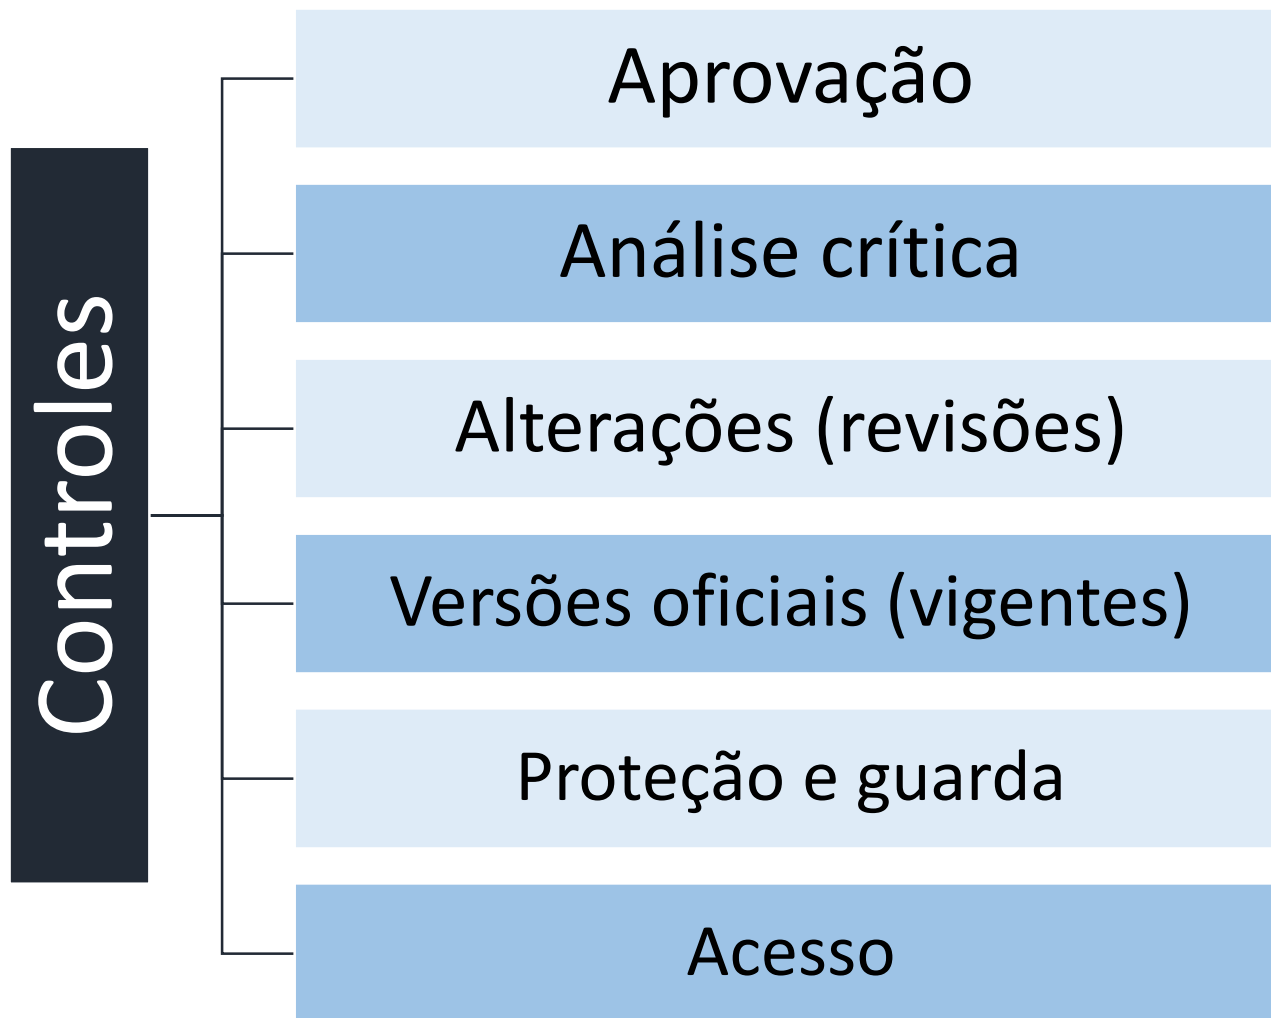 Controles
Aprovação
Análise crítica
Alterações (revisões)
Versões oficiais (vigentes)
Proteção e guarda
Acesso